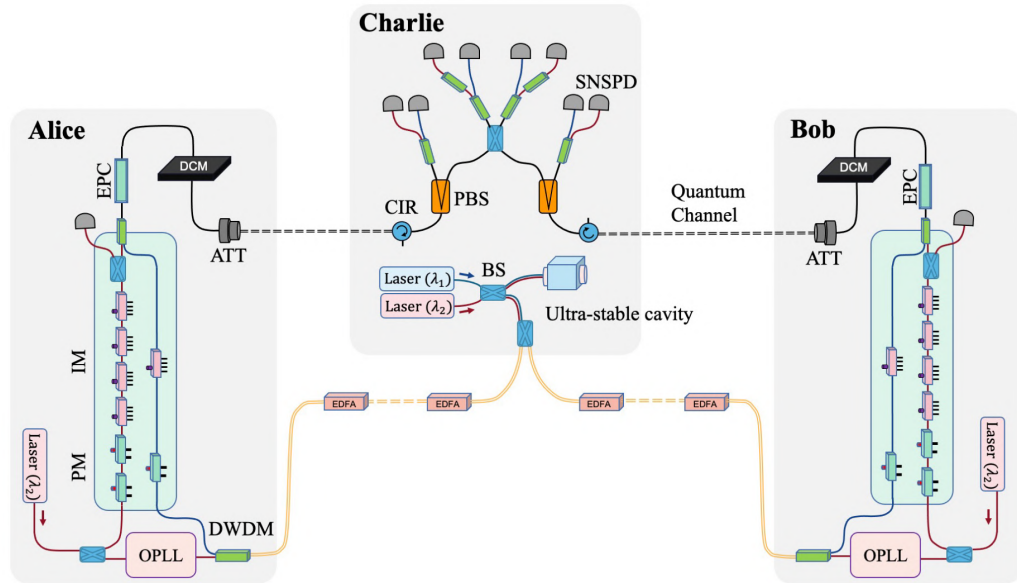 Charlie
SNSPD
Alice
Bob
EPC
DCM
DCM
EPC
CIR
PBS
Quantum
Channel
ATT
ATT
Laser (λ₁)
BS
Laser (λ₂)
Ultra-stable cavity
IM
EDFA
EDFA
EDFA
EDFA
PM
Laser (λ₂)
Laser (λ₂)
DWDM
OPLL
OPLL